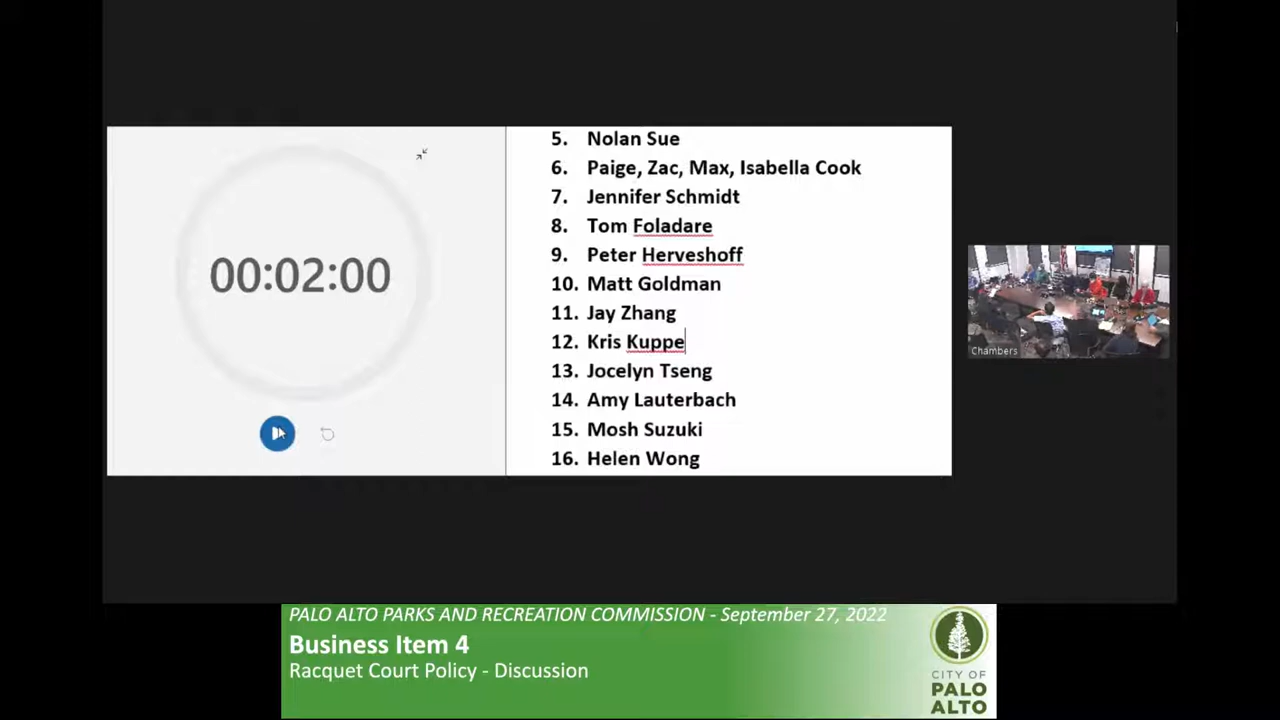 00:02:00
5. Nolan Sue
6. Paige, Zac, Max, Isabella Cook
7. Jennifer Schmidt
8. Tom Foladare
9. Peter Herveshoff
10. Matt Goldman
11. Jay Zhang
12. Kris Kuppe
13. Jocelyn Tseng
14. Amy Lauterbach
15. Mosh Suzuki
16. Helen Wong
Chambers
PALO ALTO PARKS AND RECREATION COMMISSION - September 27, 2022
Business Item 4
Racquet Court Policy - Discussion
CITY OF
PALO
ALTO